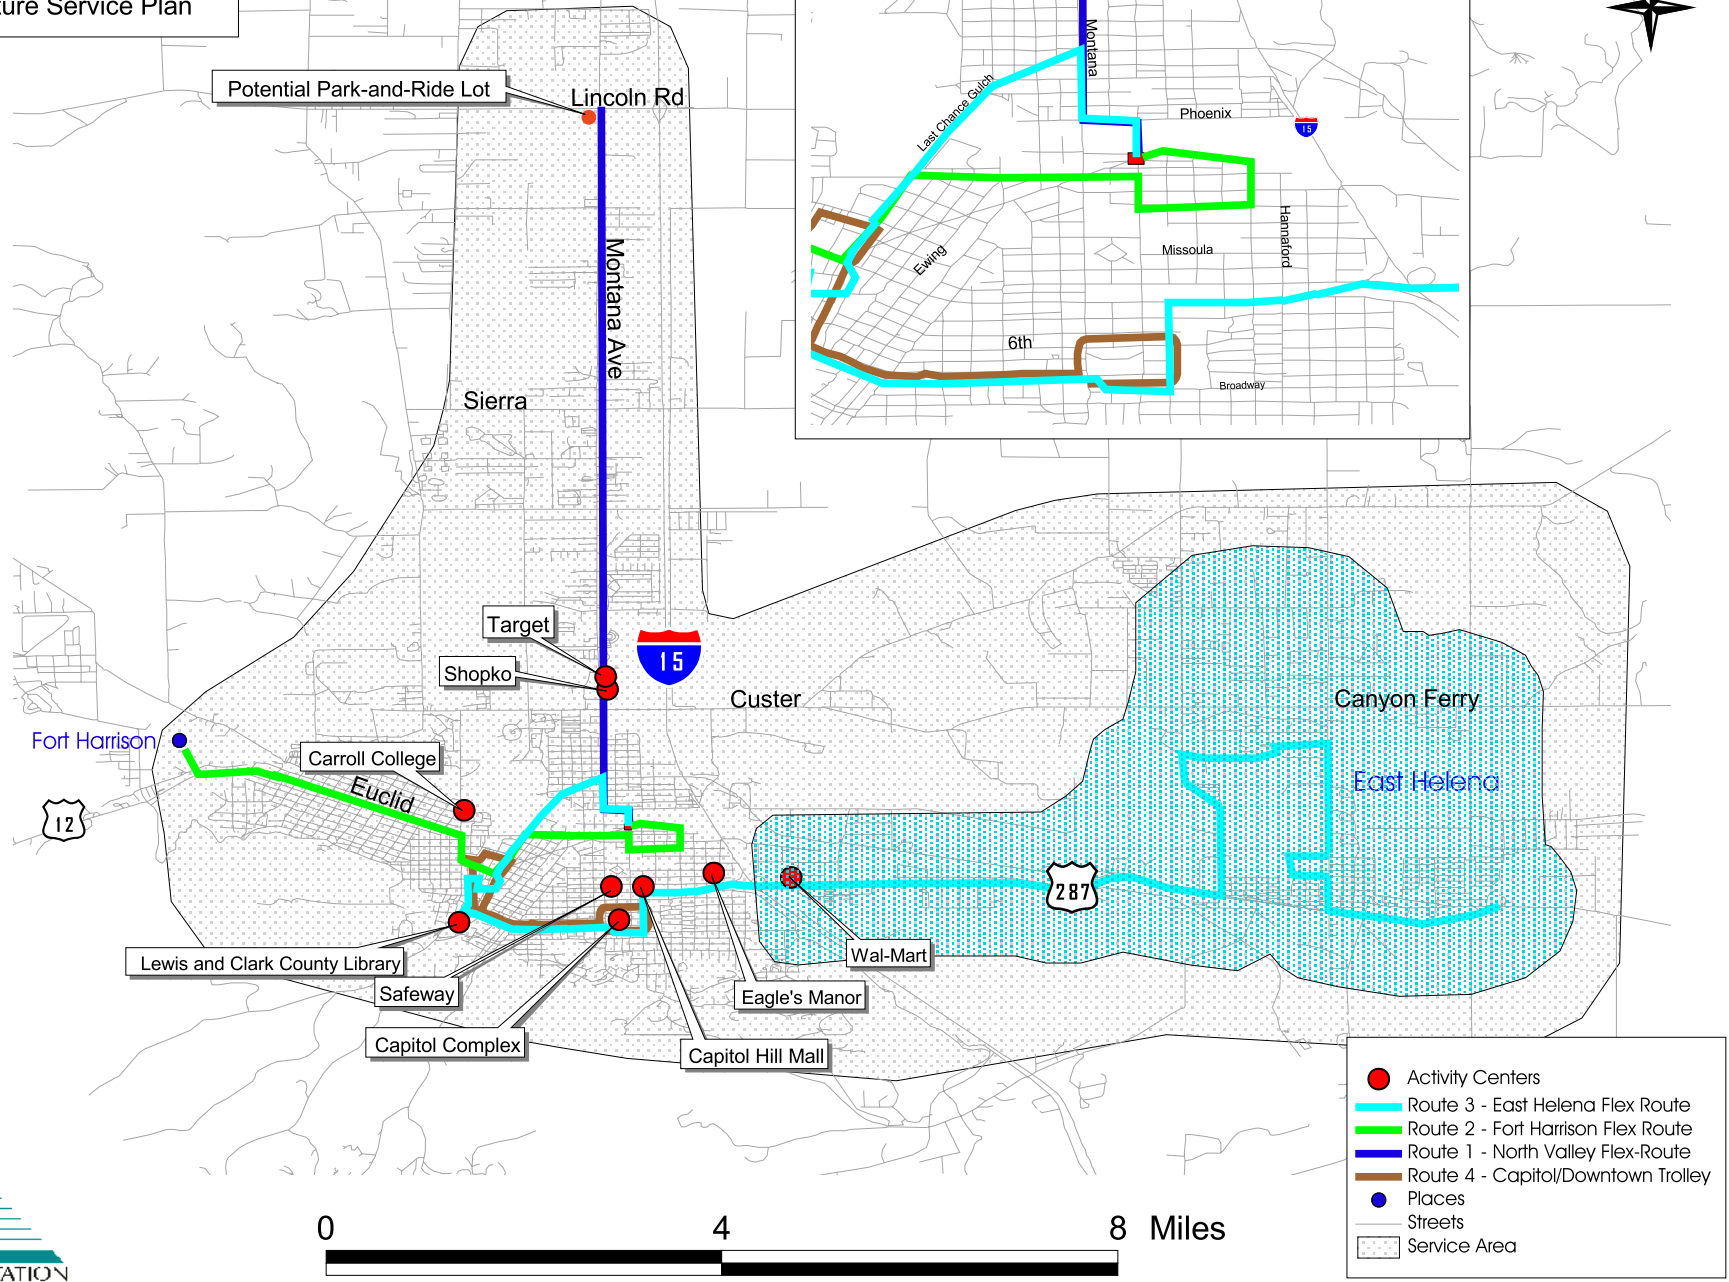 ture Service Plan
Potential Park-and-Ride Lot
Lincoln Rd
Montana Ave
Sierra
Target
Shopko
15
Custer
Fort Harrison
12
Carroll College
Euclid
Lewis and Clark County Library
Safeway
Capitol Complex
Capitol Hill Mall
Eagle's Manor
Wal-Mart
287
Canyon Ferry
East Helena
Montana
Last Chance Gulch
Phoenix
15
Hannaford
Missoula
Ewing
6th
Broadway
Activity Centers
Route 3 - East Helena Flex Route
Route 2 - Fort Harrison Flex Route
Route 1 - North Valley Flex-Route
Route 4 - Capitol/Downtown Trolley
Places
Streets
Service Area
0 4 8 Miles
TATION